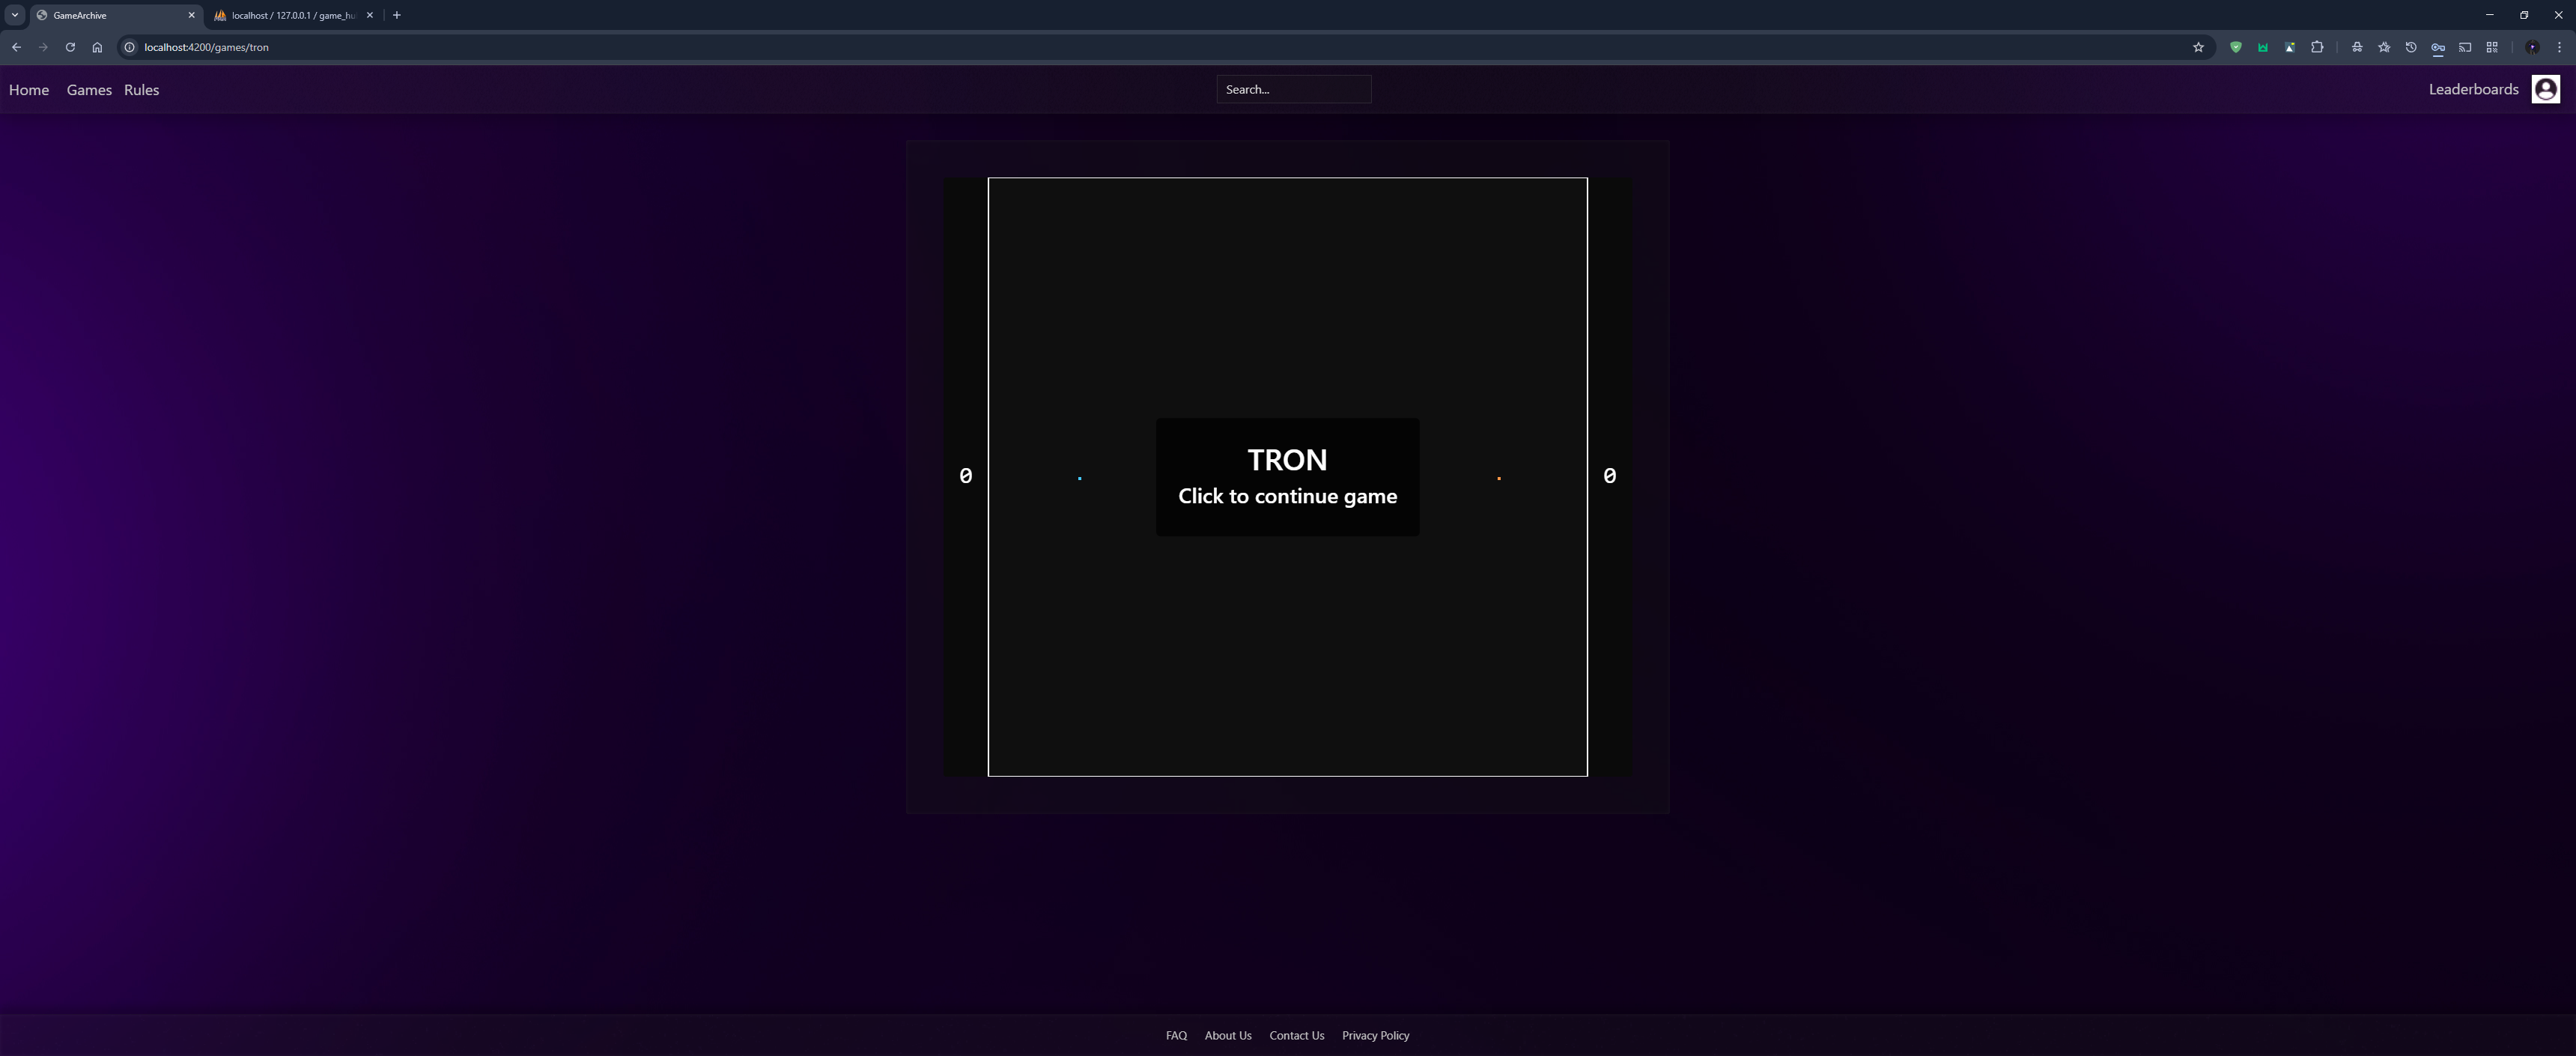 GameArchive
localhost / 127.0.0.1 / game_hu
localhost:4200/games/tron
Home Games Rules
Search...
Leaderboards
0
TRON
Click to continue game
0
FAQ About Us Contact Us Privacy Policy